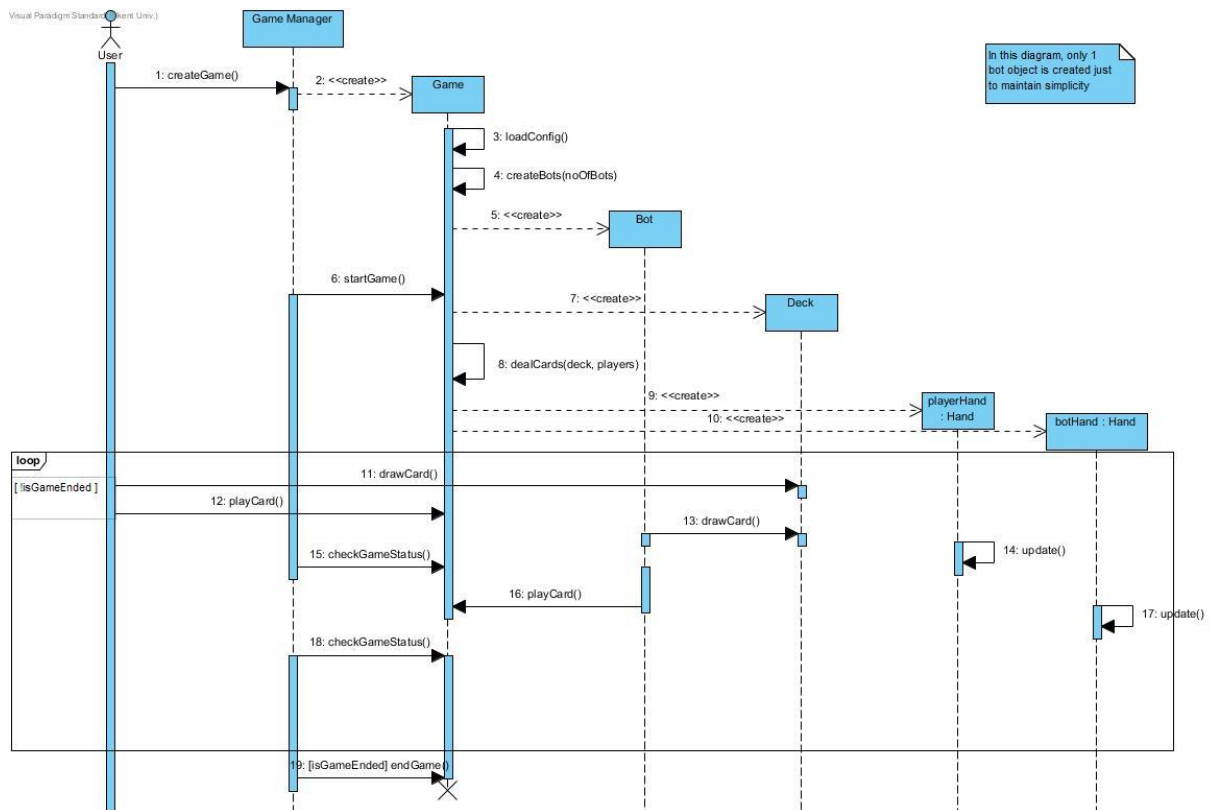 Visual Paradigm Standard
kent Univ.)
User
Game Manager
In this diagram, only 1
bot object is created just
to maintain simplicity
1: createGame()
2: <<create>>
Game
3: loadConfig()
4: createBots(noOfBots)
5: <<create>>
Bot
6: startGame()
7: <<create>>
Deck
8: dealCards(deck, players)
9: <<create>>
playerHand
: Hand
10: <<create>>
botHand : Hand
loop
[ !isGameEnded ]
11: drawCard()
12: playCard()
13: drawCard()
14: update()
15: checkGameStatus()
16: playCard()
17: update()
18: checkGameStatus()
19: [isGameEnded] endGame()